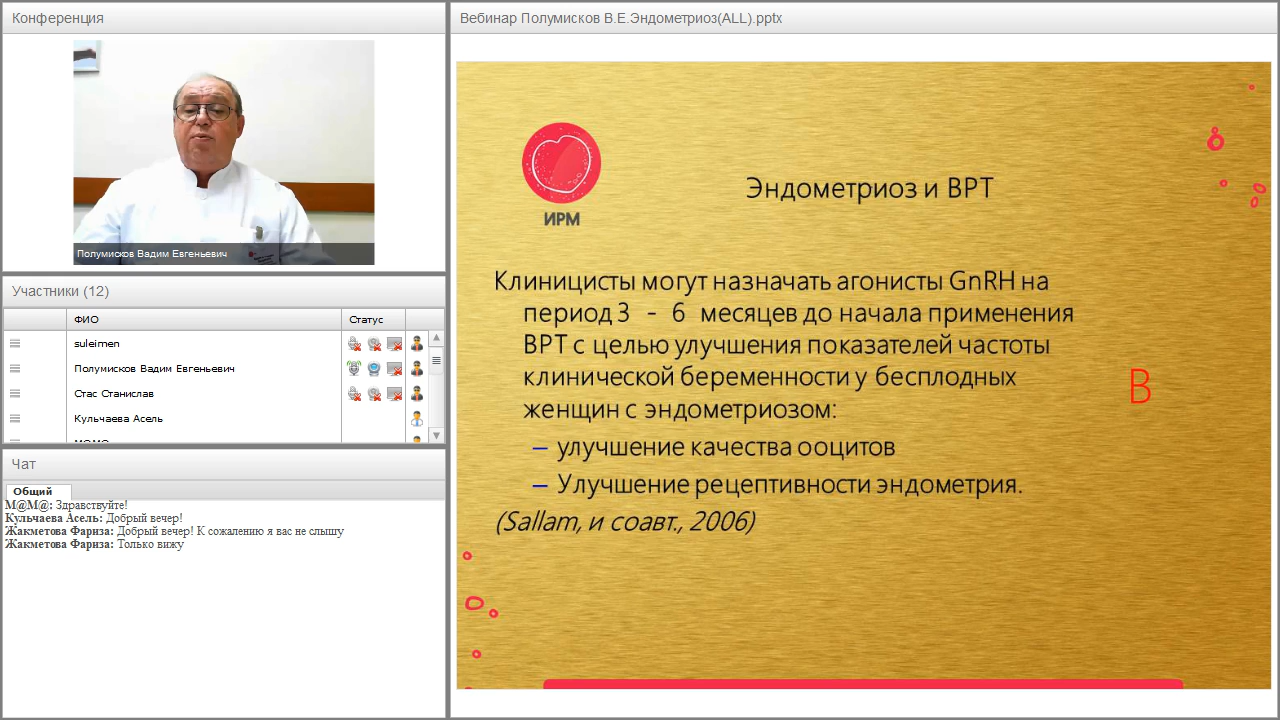 Конференция
Полумисков Вадим Евгеньевич
Участники (12)
ФИО
Статус
suleimen
Полумисков Вадим Евгеньевич
Стас Станислав
Кульчаева Асель
Чат
Общий
M@M@: Здравствуйте!
Кульчаева Асель: Добрый вечер!
Жакметова Фариза: Добрый вечер! К сожалению я вас не слышу
Жакметова Фариза: Только вижу
Вебинар Полумисков В.Е.Эндометриоз(ALL).pptx
ИРМ
Эндометриоз и ВРТ
Клиницисты могут назначать агонисты GnRH на
период 3 - 6 месяцев до начала применения
ВРТ с целью улучшения показателей частоты
клинической беременности у бесплодных
женщин с эндометриозом:
– улучшение качества ооцитов
– Улучшение рецептивности эндометрия.
(Sallam, и соавт., 2006)
В